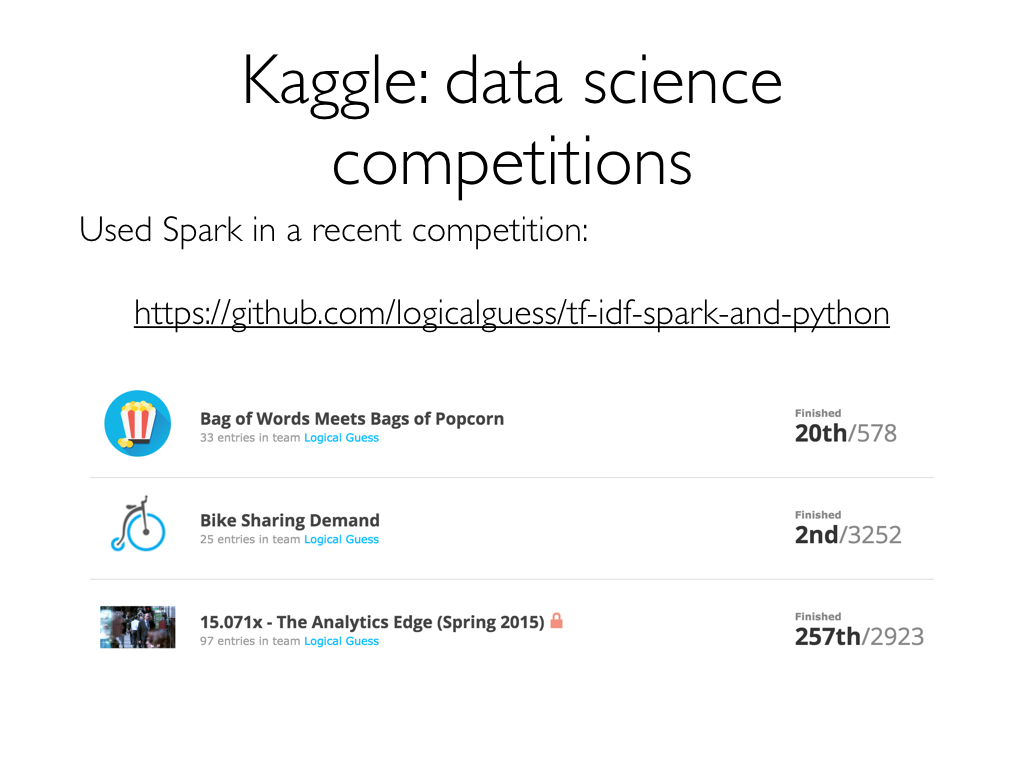 Kaggle: data science
competitions
Used Spark in a recent competition:
https://github.com/logicalguess/tf-idf-spark-and-python
Bag of Words Meets Bags of Popcorn
33 entries in team Logical Guess
Finished
20th/578
Bike Sharing Demand
25 entries in team Logical Guess
Finished
2nd/3252
15.071x - The Analytics Edge (Spring 2015)
97 entries in team Logical Guess
Finished
257th/2923